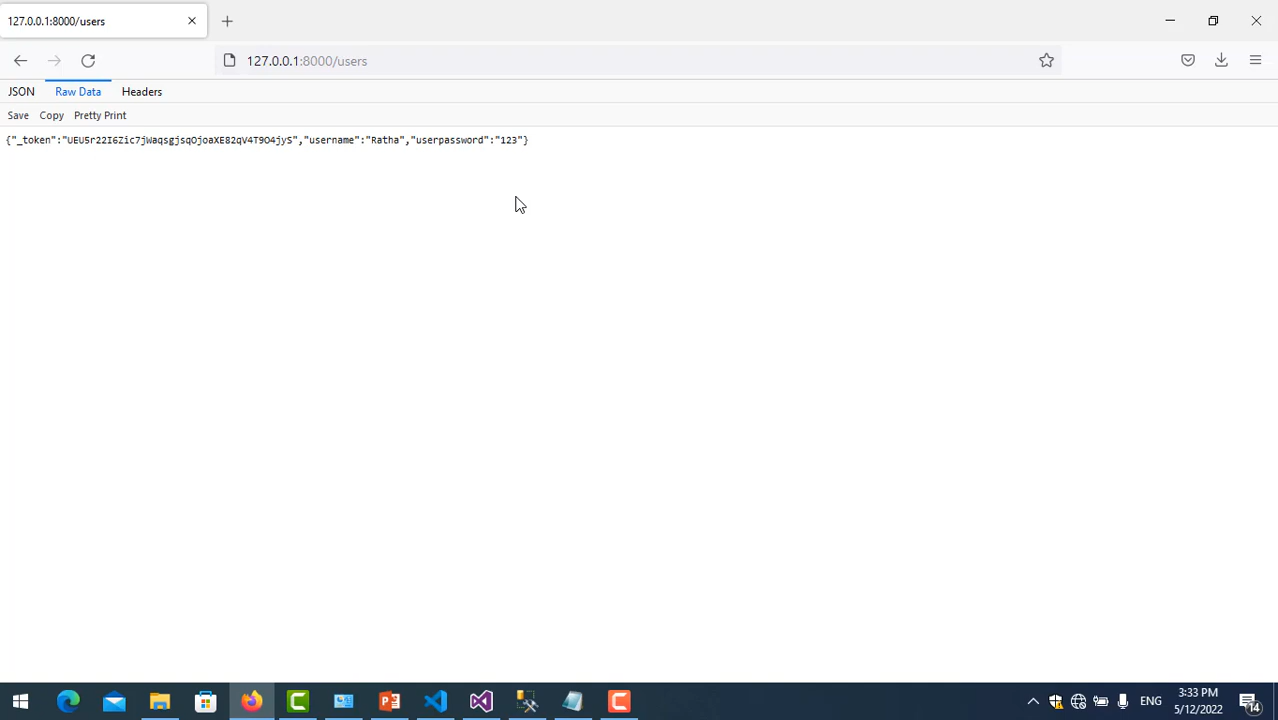 127.0.0.1:8000/users
127.0.0.1:8000/users
JSON Raw Data Headers
Save Copy Pretty Print
{"_token":"UEU5r22I6Zic7jWaqsgjsqOjoaXE82qV4T9O4jyS","username":"Ratha","userpassword":"123"}
ENG
3:33 PM
5/12/2022
14